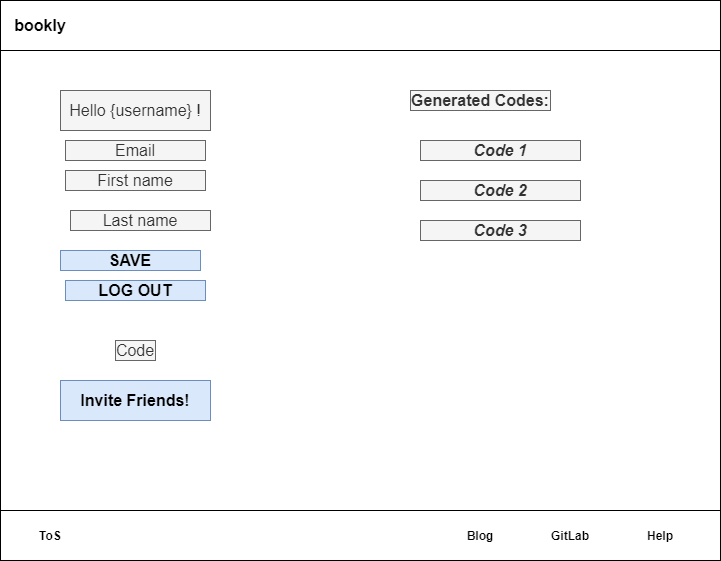 bookly
Hello {username} !
Email
First name
Last name
SAVE
LOG OUT
Code
Invite Friends!
Generated Codes:
Code 1
Code 2
Code 3
ToS
Blog
GitLab
Help